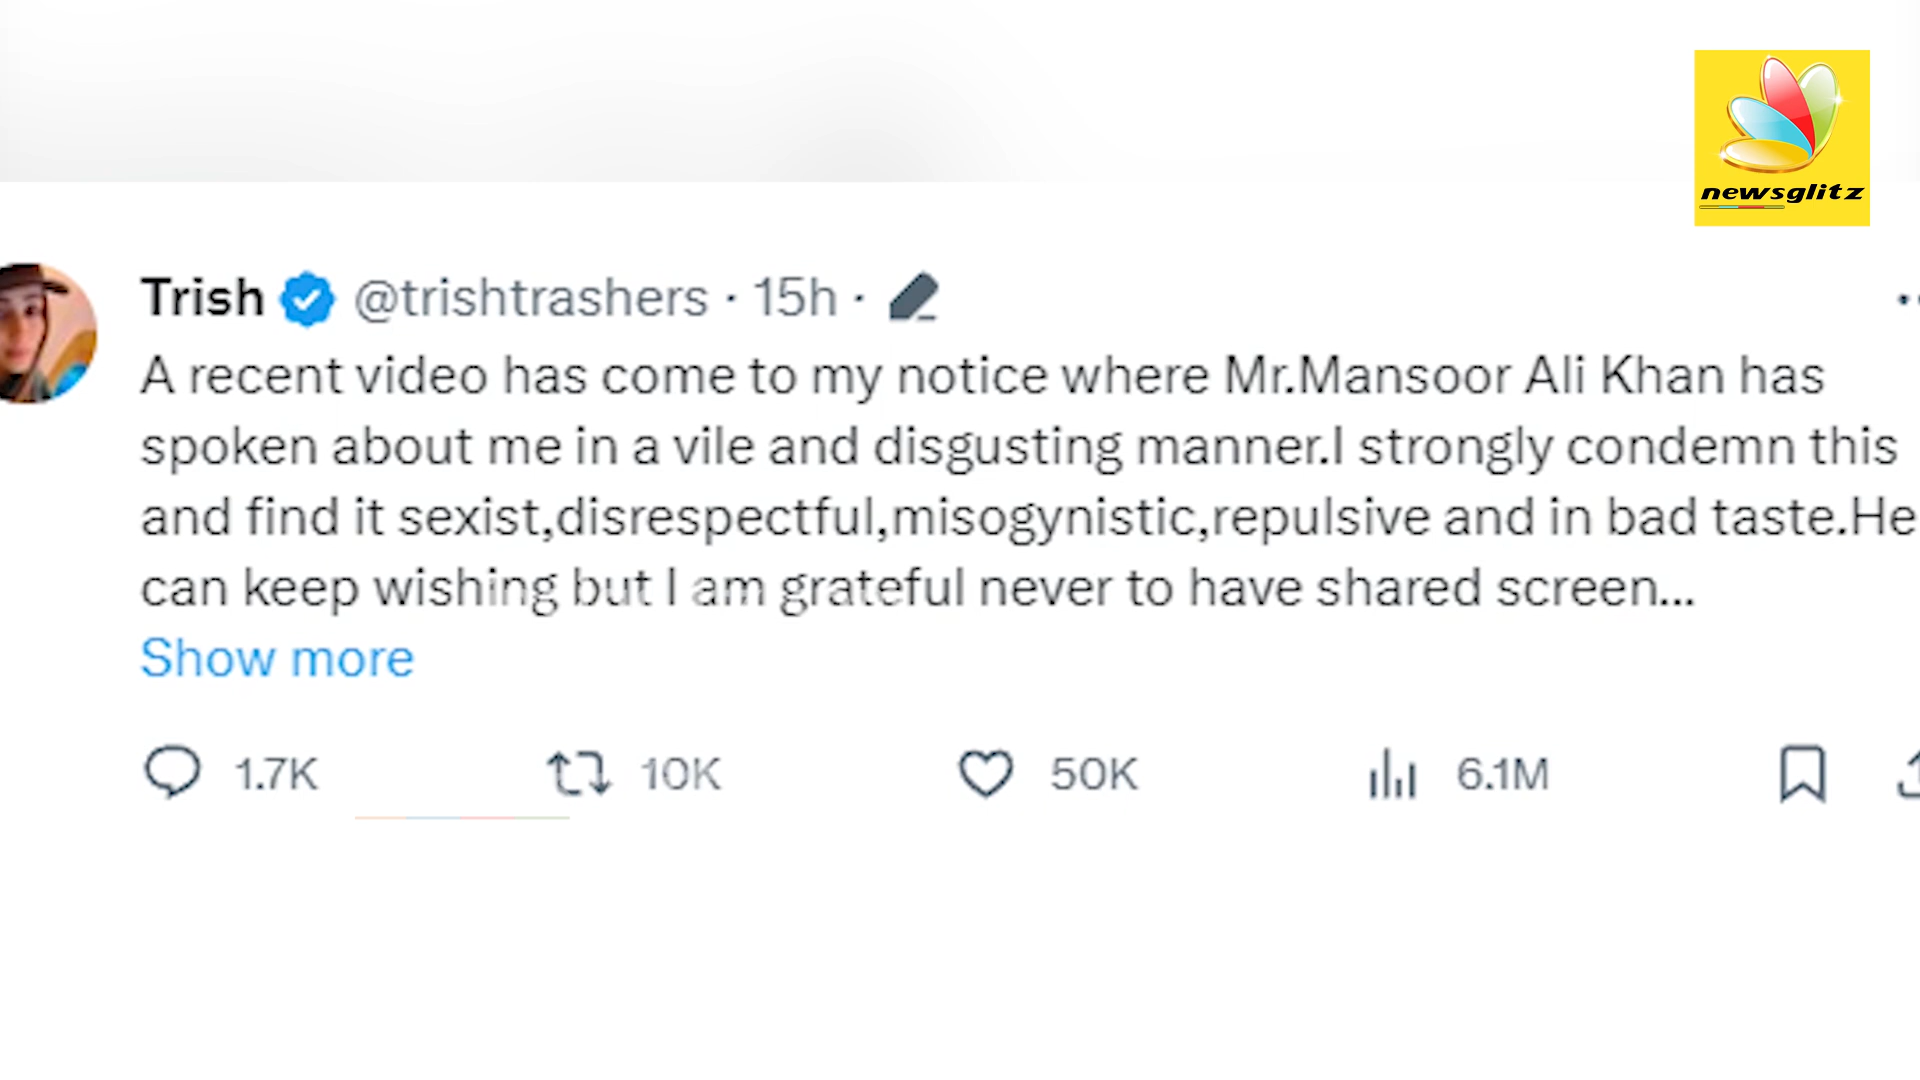 newsglitz
Trish @trishtrashers · 15h ·
A recent video has come to my notice where Mr.Mansoor Ali Khan has
spoken about me in a vile and disgusting manner.I strongly condemn this
and find it sexist,disrespectful,misogynistic,repulsive and in bad taste.He
can keep wishing but I am grateful never to have shared screen...
Show more
1.7K 10K 50K 6.1M